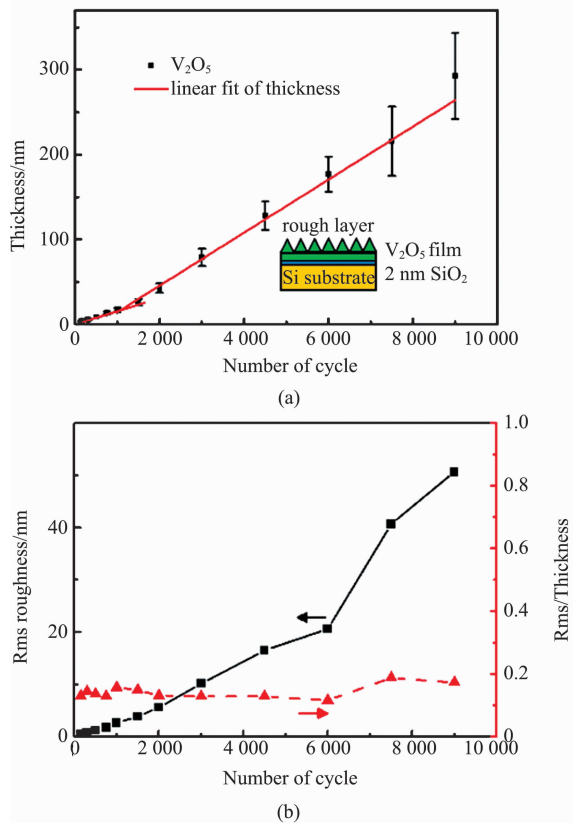 (a)
300
V₂O₅
linear fit of thickness
Thickness/nm
200
rough layer
100
V₂O₅ film
Si substrate
2 nm SiO₂
0
0 2 000 4 000 6 000 8 000 10 000
Number of cycle
(a)
1.0
0.8
40
0.6
Rms roughness/nm
Rms/Thickness
0.4
20
0.2
0
0
0 2 000 4 000 6 000 8 000 10 000
Number of cycle
(b)